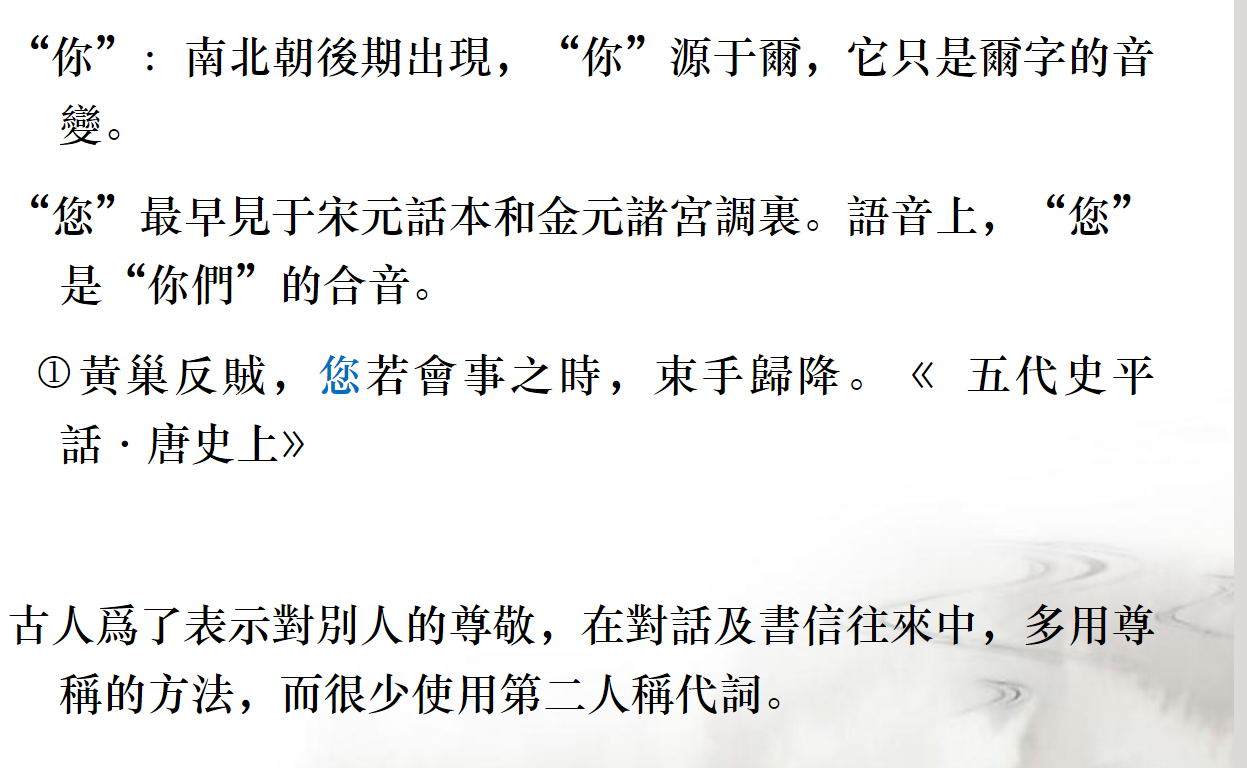 “你”：南北朝後期出現，“你”源于爾，它只是爾字的音
變。
“您”最早見于宋元話本和金元諸宮調裏。語音上，“您”
是“你們”的合音。
①黃巢反賊，您若會事之時，束手歸降。《 五代史平
話·唐史上》
古人爲了表示對別人的尊敬，在對話及書信往來中，多用尊
稱的方法，而很少使用第二人稱代詞。